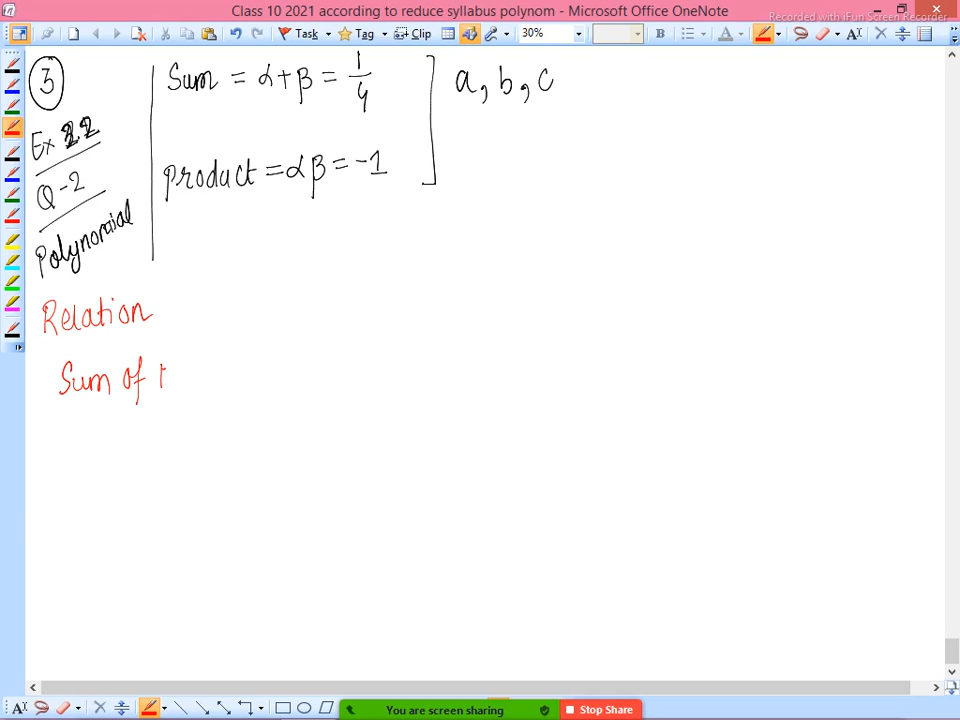 Class 10 2021 according to reduce syllabus polynom - Microsoft Office OneNote
Recorded with iFun Screen Recorder
Task Tag Clip 30% B A
3
Sum = α+β = 1/4
a, b, c
Ex 2.2
Q-2
Polynomial
product = αβ = -1
Relation
Sum of
You are screen sharing
Stop Share